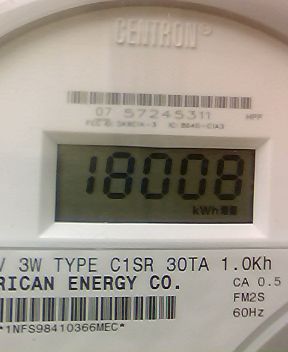 CENTRON®
07 57245311
HPF
18008
kWh
V 3W TYPE C1SR 30TA 1.0Kh
RICAN ENERGY CO.
CA 0.5
FM2S
60Hz
*1NFS98410366MEC*